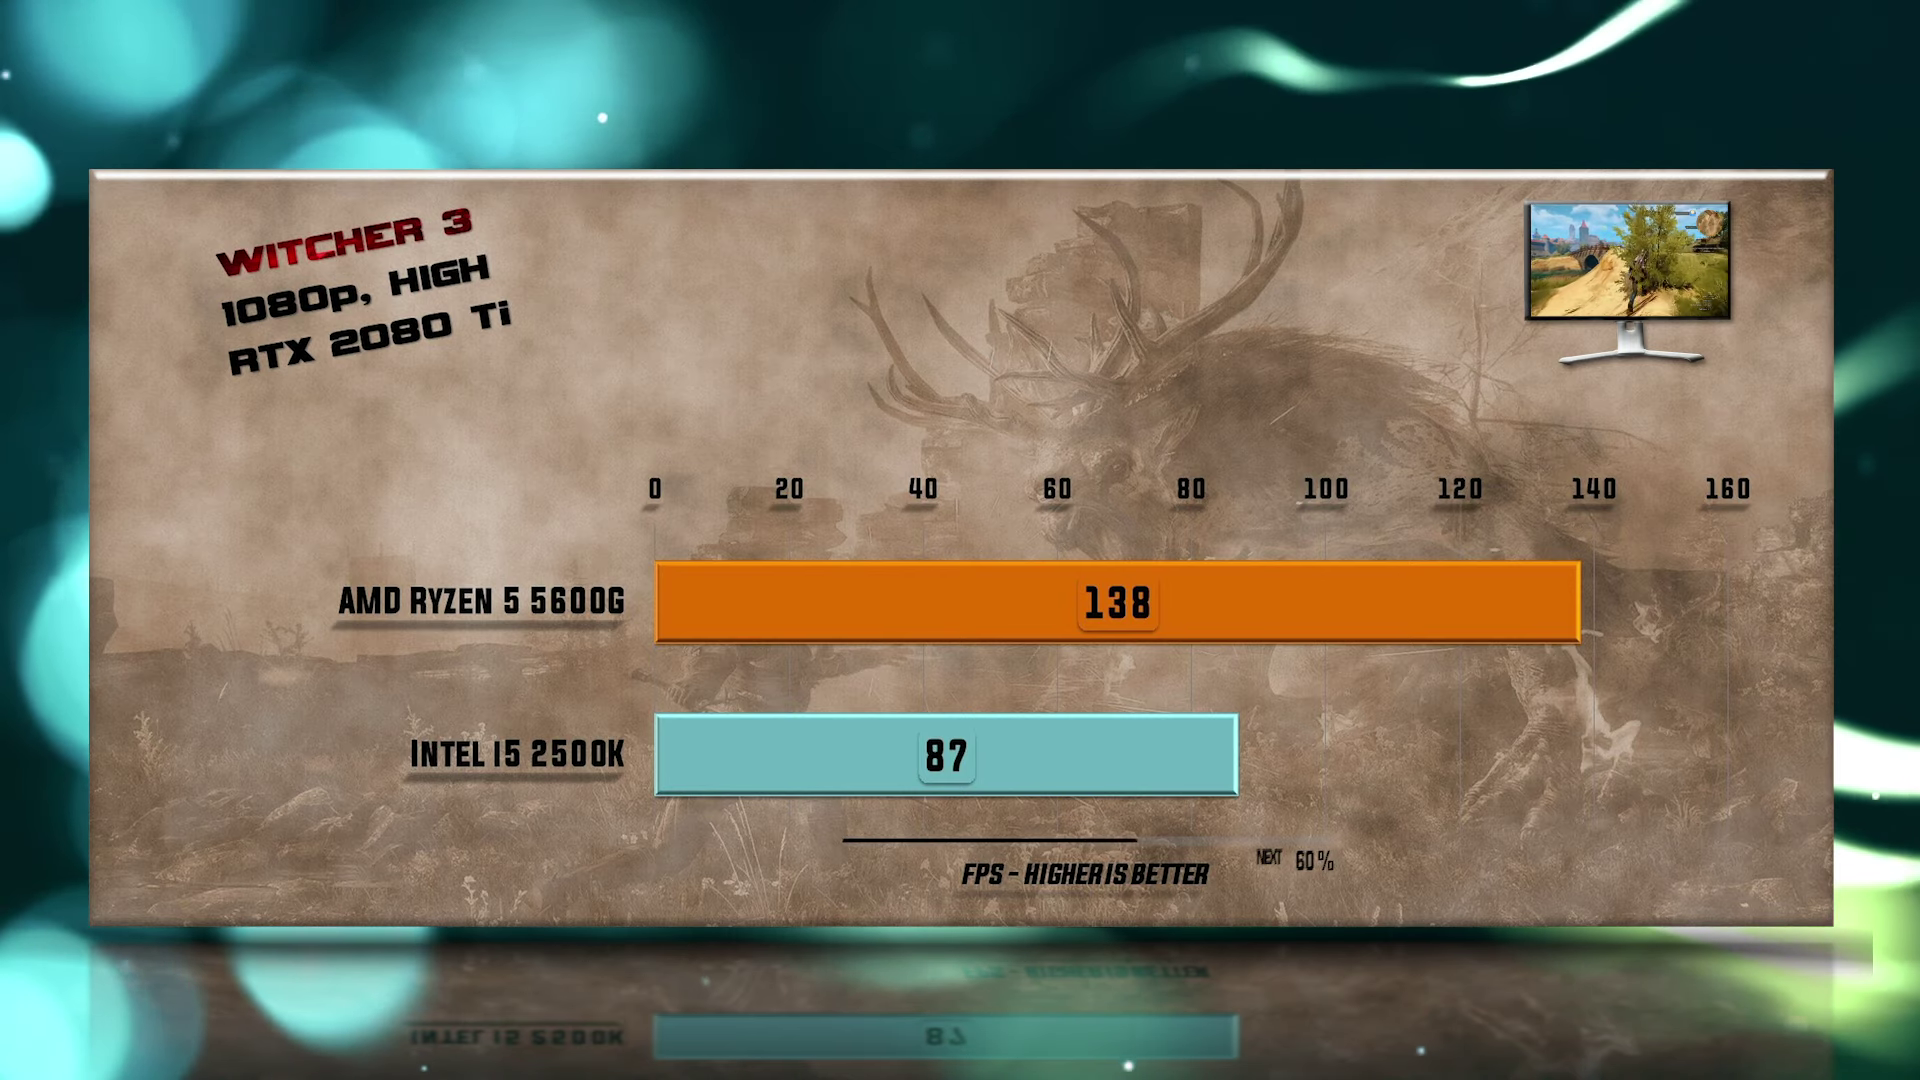 WITCHER 3
1080p, HIGH
RTX 2080 Ti
0 20 40 60 80 100 120 140 160
AMD RYZEN 5 5600G
138
INTEL I5 2500K
87
FPS - HIGHER IS BETTER
NEXT 60%